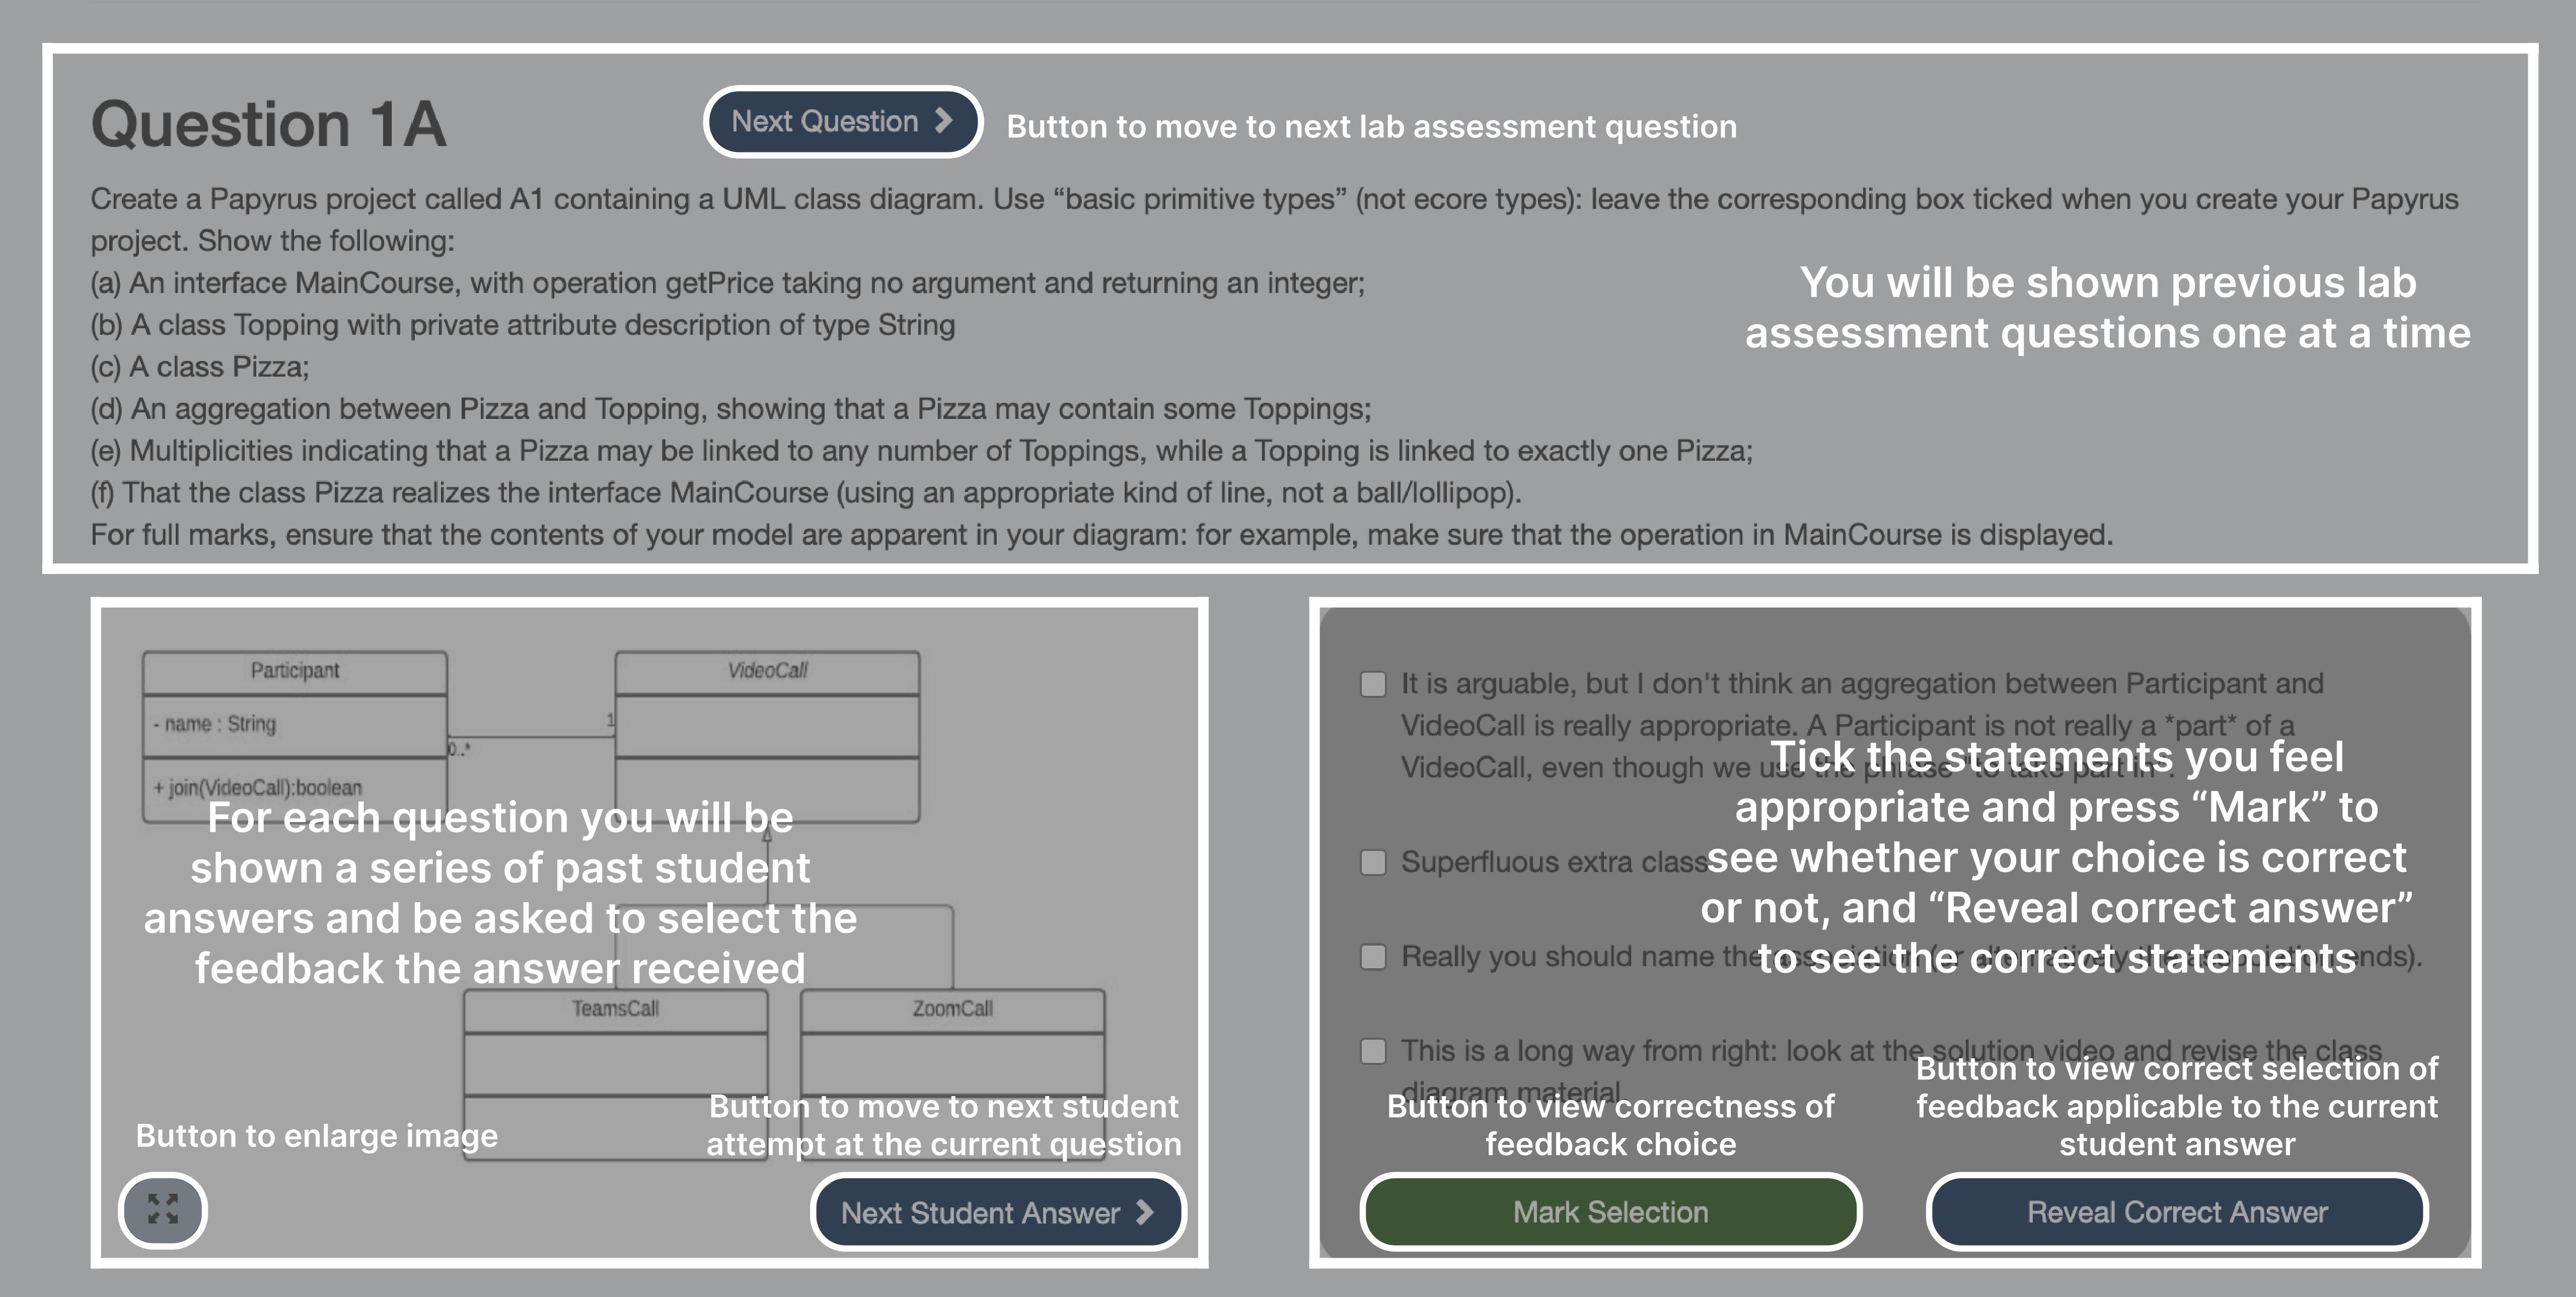 Question 1A
Next Question
Button to move to next lab assessment question
Create a Papyrus project called A1 containing a UML class diagram. Use “basic primitive types” (not ecore types): leave the corresponding box ticked when you create your Papyrus
project. Show the following:
(a) An interface MainCourse, with operation getPrice taking no argument and returning an integer;
(b) A class Topping with private attribute description of type String
(c) A class Pizza;
(d) An aggregation between Pizza and Topping, showing that a Pizza may contain some Toppings;
(e) Multiplicities indicating that a Pizza may be linked to any number of Toppings, while a Topping is linked to exactly one Pizza;
(f) That the class Pizza realizes the interface MainCourse (using an appropriate kind of line, not a ball/lollipop).
For full marks, ensure that the contents of your model are apparent in your diagram: for example, make sure that the operation in MainCourse is displayed.
You will be shown previous lab
assessment questions one at a time
Participant
- name : String
+ join(VideoCall):boolean
0..*
1
VideoCall
TeamsCall
ZoomCall
For each question you will be
shown a series of past student
answers and be asked to select the
feedback the answer received
Button to enlarge image
Button to move to next student
attempt at the current question
Next Student Answer
It is arguable, but I don't think an aggregation between Participant and
VideoCall is really appropriate. A Participant is not really a *part* of a
VideoCall, even though we use the phrase "to take part in".
Superfluous extra class
Really you should name the association (or alternatively the association ends).
This is a long way from right: look at the solution video and revise the class
diagram material
Tick the statements you feel
appropriate and press “Mark” to
see whether your choice is correct
or not, and “Reveal correct answer”
to see the correct statements
Button to view correctness of
feedback choice
Mark Selection
Button to view correct selection of
feedback applicable to the current
student answer
Reveal Correct Answer